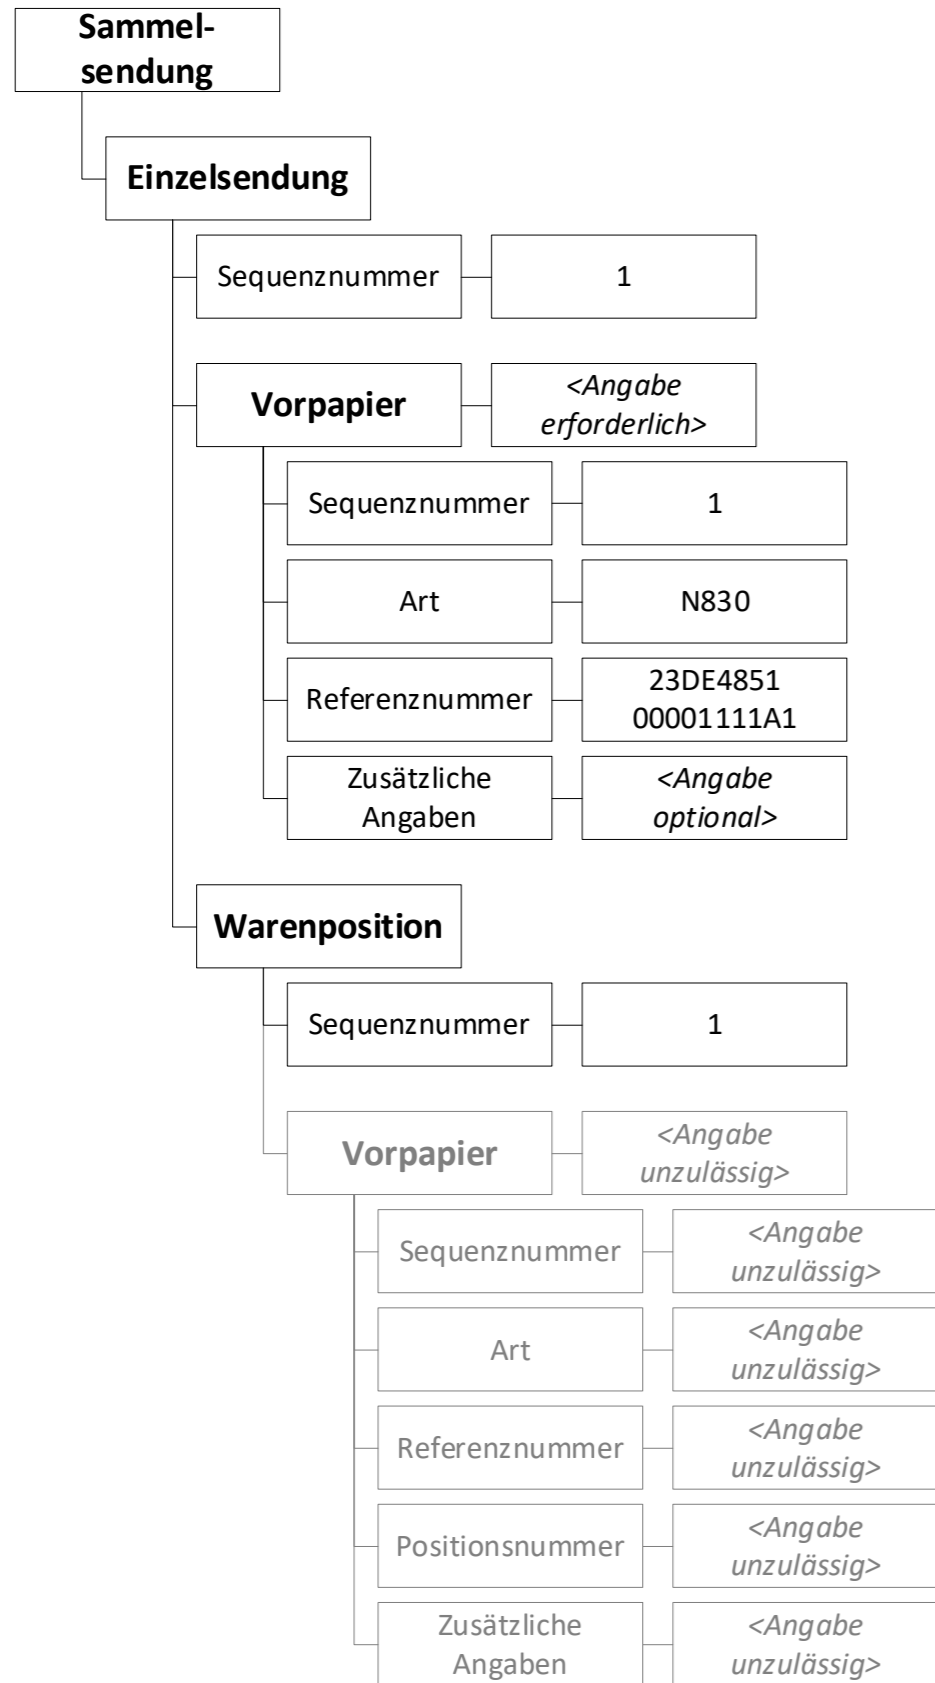 Sammel-
sendung
Einzelsendung
Sequenznummer
1
Vorpapier
<Angabe
erforderlich>
Sequenznummer
1
Art
N830
Referenznummer
23DE4851
00001111A1
Zusätzliche
Angaben
<Angabe
optional>
Warenposition
Sequenznummer
1
Vorpapier
<Angabe
unzulässig>
Sequenznummer
<Angabe
unzulässig>
Art
<Angabe
unzulässig>
Referenznummer
<Angabe
unzulässig>
Positionsnummer
<Angabe
unzulässig>
Zusätzliche
Angaben
<Angabe
unzulässig>